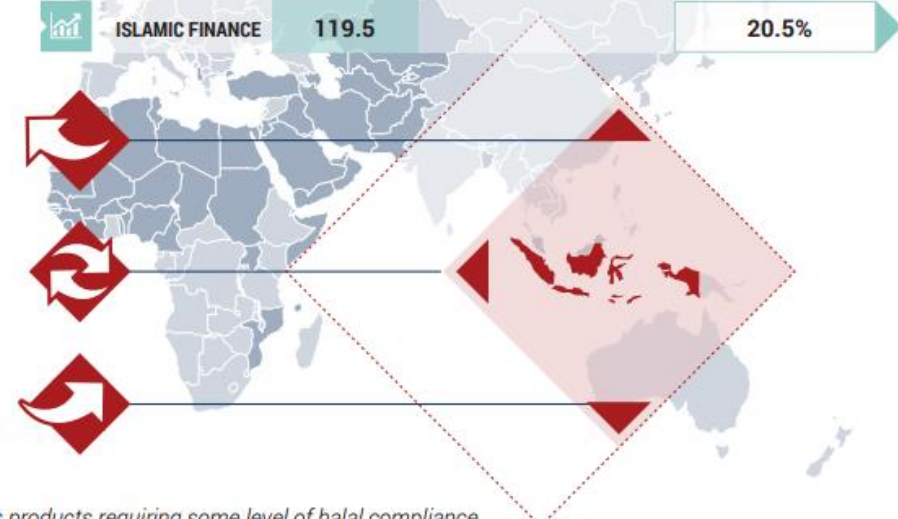 ISLAMIC FINANCE 119.5 20.5%
products requiring some level of halal compliance